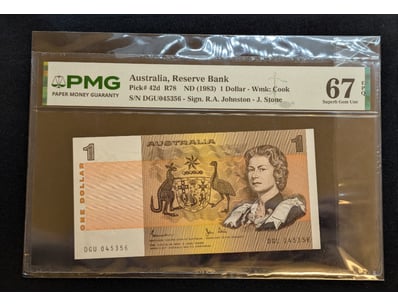 PMG
PAPER MONEY GUARANTY
Australia, Reserve Bank
Pick# 42d R78 ND (1983) 1 Dollar - Wmk: Cook
S/N DGU045356 - Sign. R.A. Johnston - J. Stone
67 EPQ
Superb Gem Unc
AUSTRALIA
1
1
ONE DOLLAR
DGU 045356
DGU 045356